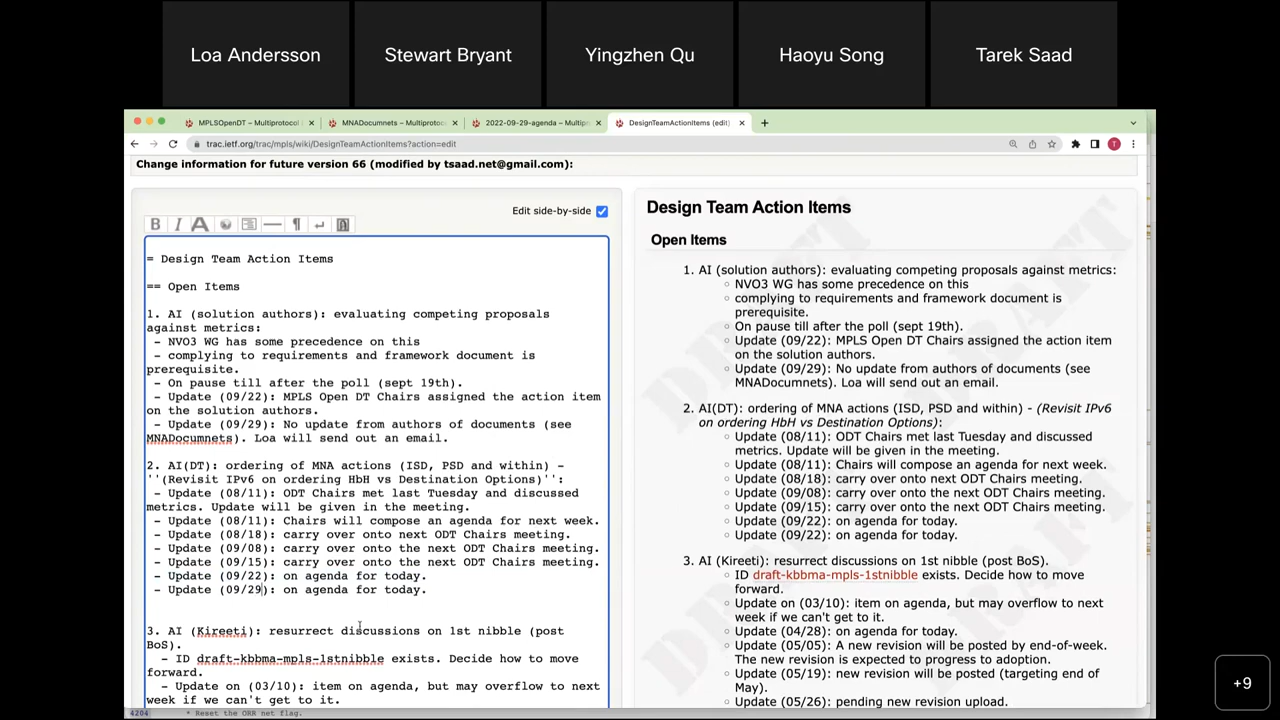 Loa Andersson
Stewart Bryant
Yingzhen Qu
Haoyu Song
Tarek Saad
MPLSOpenDT – Multiprotocol
MNADocumnets – Multiprotoc
2022-09-29-agenda – Multipro
DesignTeamActionItems (edit)
trac.ietf.org/trac/mpls/wiki/DesignTeamActionItems?action=edit
Change information for future version 66 (modified by tsaad.net@gmail.com):
Edit side-by-side
= Design Team Action Items
== Open Items
1. AI (solution authors): evaluating competing proposals
against metrics:
- NVO3 WG has some precedence on this
- complying to requirements and framework document is
prerequisite.
- On pause till after the poll (sept 19th).
- Update (09/22): MPLS Open DT Chairs assigned the action item
on the solution authors.
- Update (09/29): No update from authors of documents (see
MNADocumnets). Loa will send out an email.
2. AI(DT): ordering of MNA actions (ISD, PSD and within) -
''(Revisit IPv6 on ordering HbH vs Destination Options)'':
- Update (08/11): ODT Chairs met last Tuesday and discussed
metrics. Update will be given in the meeting.
- Update (08/11): Chairs will compose an agenda for next week.
- Update (08/18): carry over onto next ODT Chairs meeting.
- Update (09/08): carry over onto the next ODT Chairs meeting.
- Update (09/15): carry over onto the next ODT Chairs meeting.
- Update (09/22): on agenda for today.
- Update (09/29): on agenda for today.
3. AI (Kireeti): resurrect discussions on 1st nibble (post
BoS).
- ID draft-kbbma-mpls-1stnibble exists. Decide how to move
forward.
- Update on (03/10): item on agenda, but may overflow to next
week if we can't get to it.
Design Team Action Items
Open Items
1. AI (solution authors): evaluating competing proposals against metrics:
NVO3 WG has some precedence on this
complying to requirements and framework document is
prerequisite.
On pause till after the poll (sept 19th).
Update (09/22): MPLS Open DT Chairs assigned the action item
on the solution authors.
Update (09/29): No update from authors of documents (see
MNADocumnets). Loa will send out an email.
2. AI(DT): ordering of MNA actions (ISD, PSD and within) - (Revisit IPv6
on ordering HbH vs Destination Options):
Update (08/11): ODT Chairs met last Tuesday and discussed
metrics. Update will be given in the meeting.
Update (08/11): Chairs will compose an agenda for next week.
Update (08/18): carry over onto next ODT Chairs meeting.
Update (09/08): carry over onto the next ODT Chairs meeting.
Update (09/15): carry over onto the next ODT Chairs meeting.
Update (09/22): on agenda for today.
Update (09/22): on agenda for today.
3. AI (Kireeti): resurrect discussions on 1st nibble (post BoS).
ID draft-kbbma-mpls-1stnibble exists. Decide how to move
forward.
Update on (03/10): item on agenda, but may overflow to next
week if we can't get to it.
Update (04/28): on agenda for today.
Update (05/05): A new revision will be posted by end-of-week.
The new revision is expected to progress to adoption.
Update (05/19): new revision will be posted (targeting end of
May).
Update (05/26): pending new revision upload.
DRAFT DRAFT DRAFT DRAFT
+9
4204 * Reset the ORR net flag.